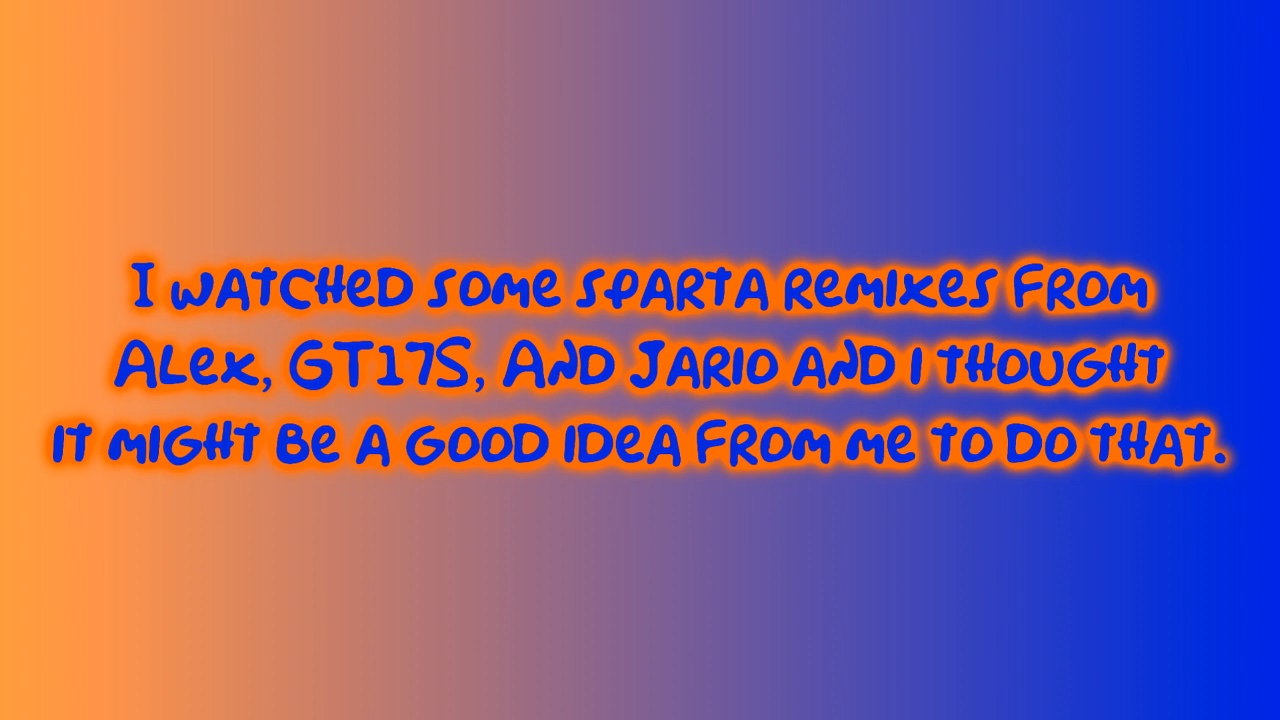 I watched some sparta remixes from
Alex, GT17S, And Jario and i thought
it might be a good idea from me to do that.